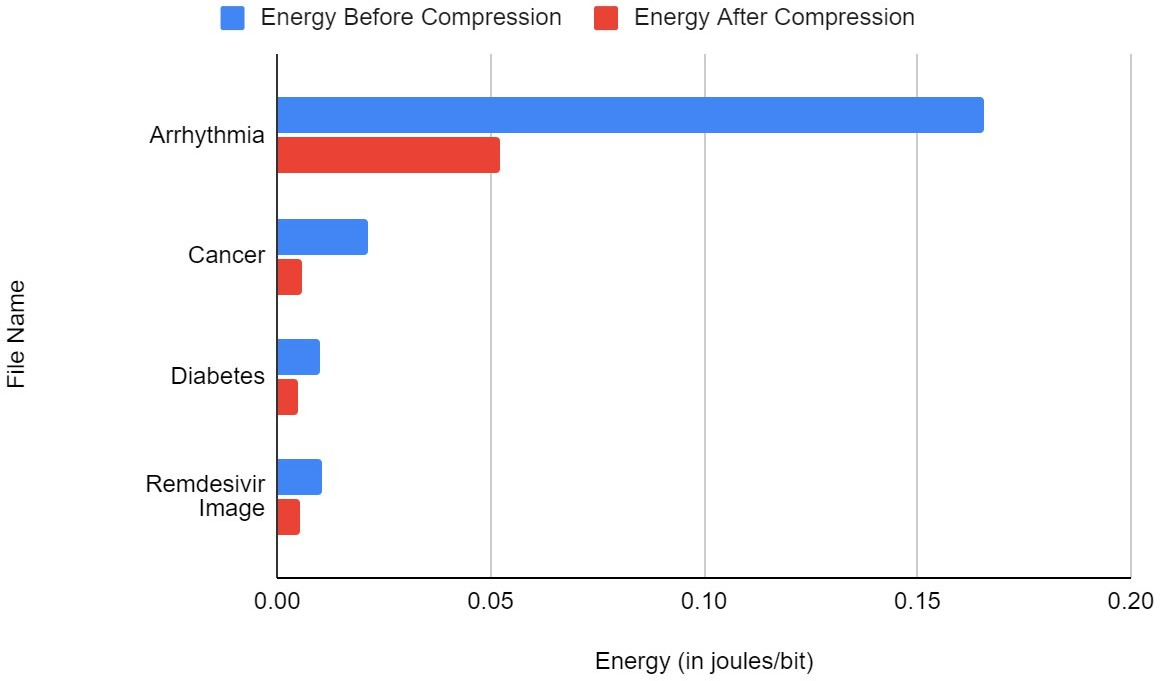 Energy Before Compression Energy After Compression
File Name
Arrhythmia
Cancer
Diabetes
Remdesivir
Image
0.00 0.05 0.10 0.15 0.20
Energy (in joules/bit)